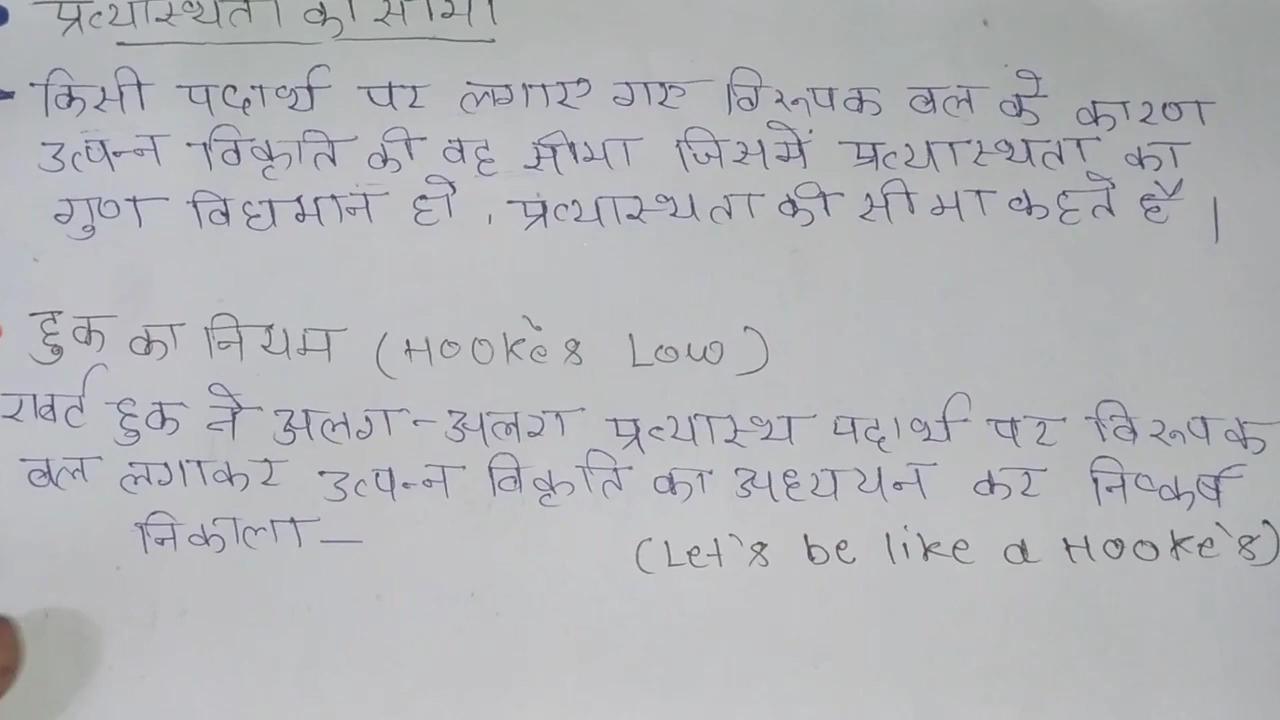 प्रत्यास्थता की सीमा
किसी पदार्थ पर लगाए गए विरूपक बल के कारण
उत्पन्न विकृति की वह सीमा जिसमें प्रत्यास्थता का
गुण विद्यमान हो, प्रत्यास्थता की सीमा कहते हैं |
हुक का नियम (HOOKe's Low)
राबर्ट हुक ने अलग-अलग प्रत्यास्थ पदार्थ पर विरूपक
बल लगाकर उत्पन्न विकृति का अध्ययन कर निष्कर्ष
निकाला-
(Let's be like a HOOKe's)